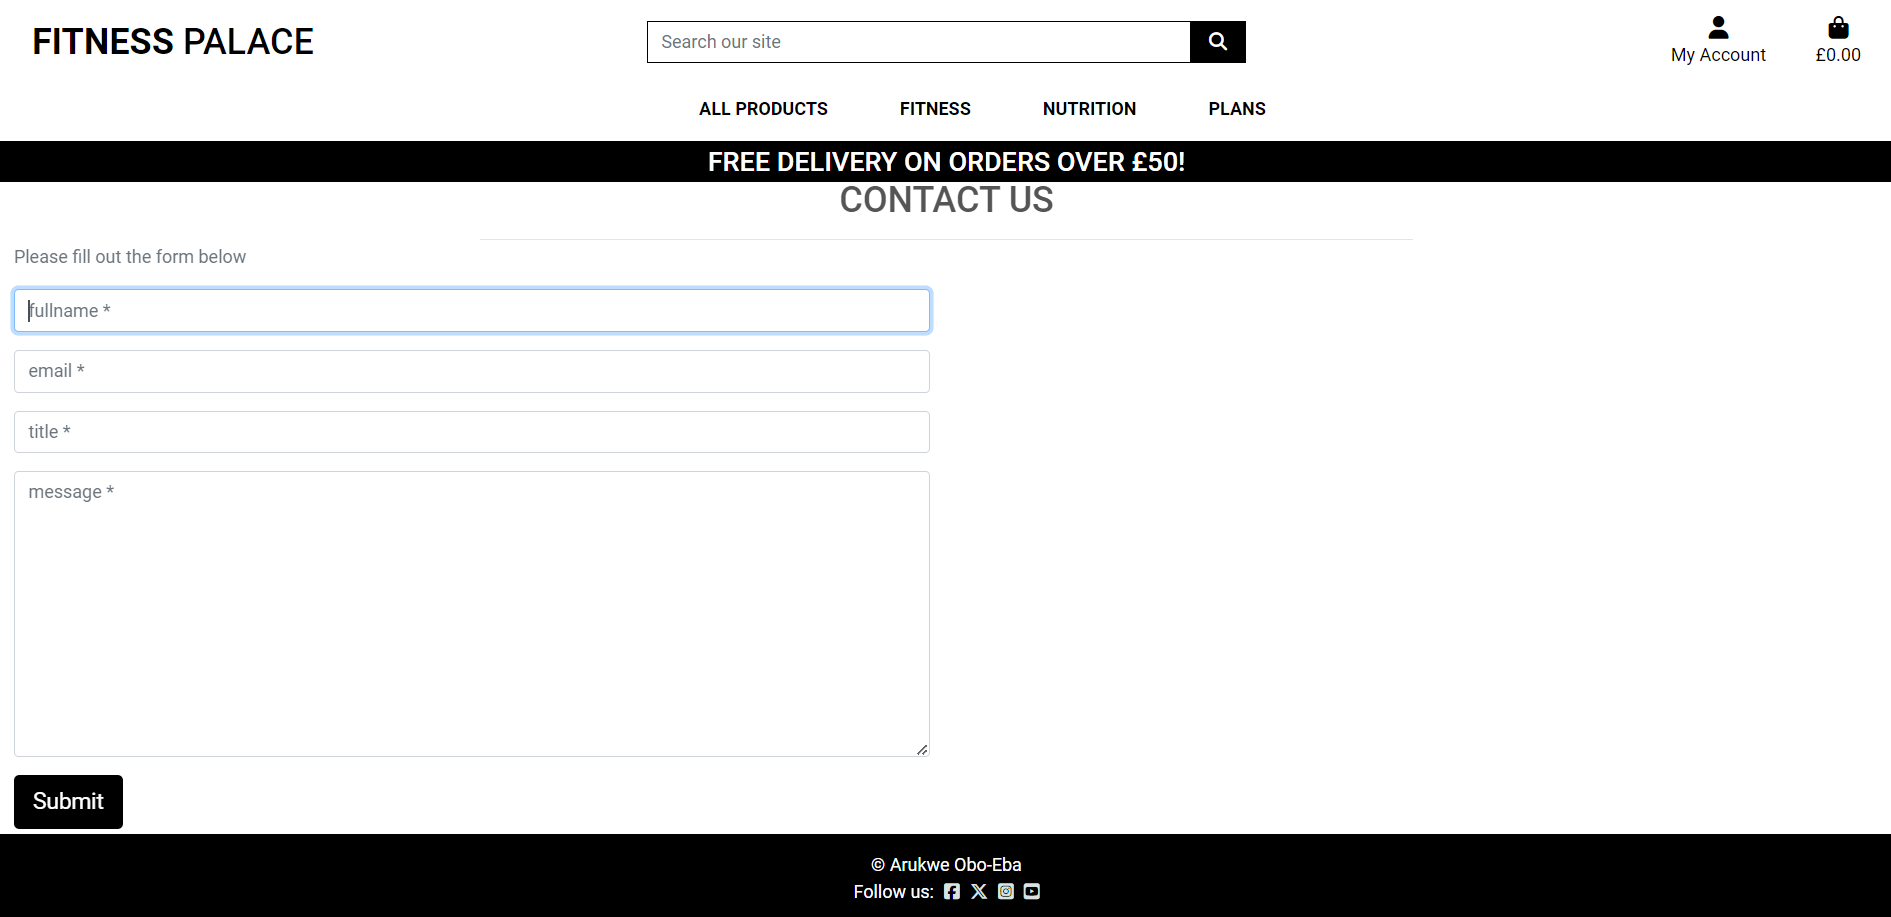 FITNESS PALACE
Search our site
My Account
£0.00
ALL PRODUCTS FITNESS NUTRITION PLANS
FREE DELIVERY ON ORDERS OVER £50!
CONTACT US
Please fill out the form below
fullname *
email *
title *
message *
Submit
© Arukwe Obo-Eba
Follow us: